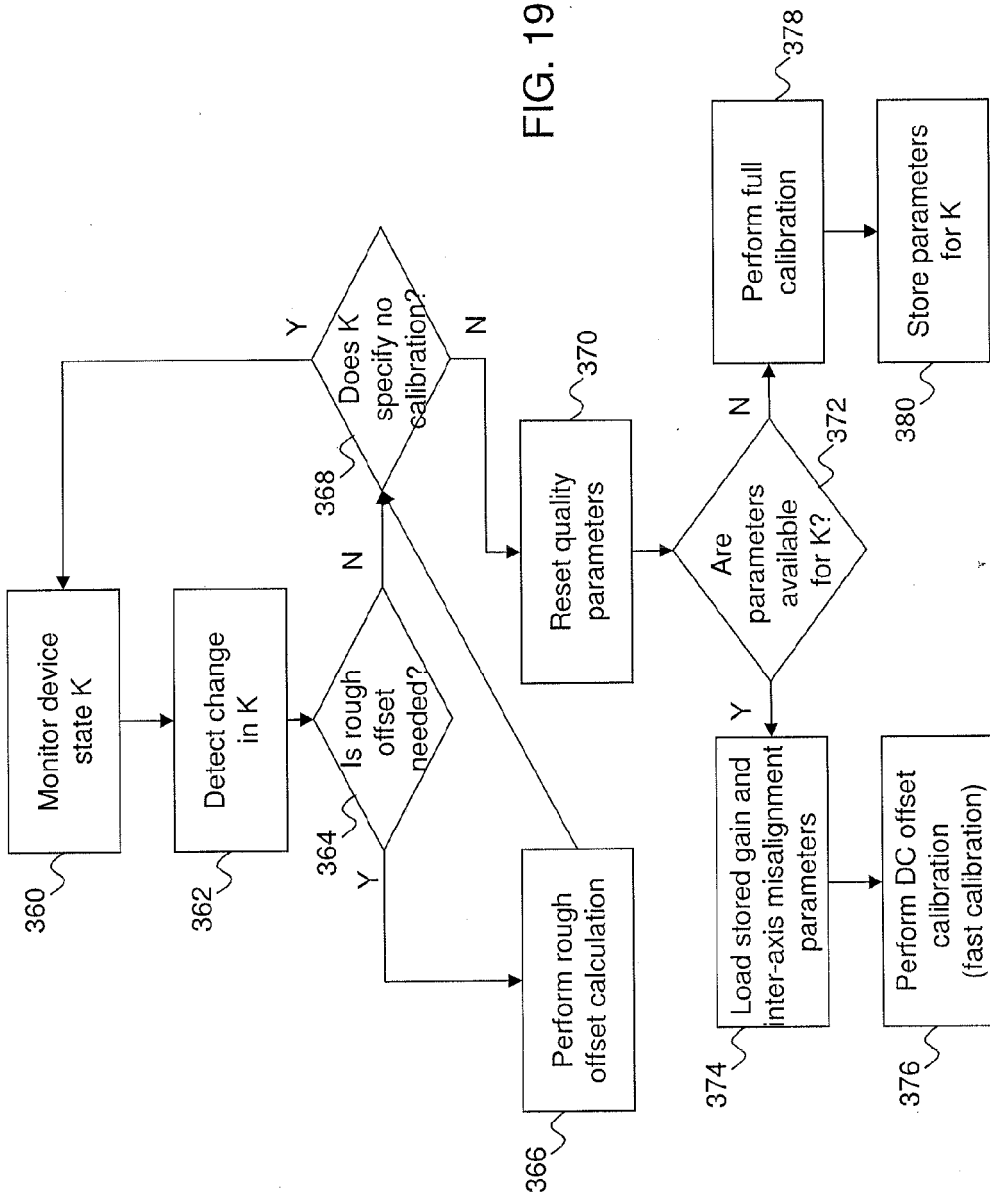 FIG. 19
Monitor device
state K
360
Detect change
in K
362
Is rough
offset
needed?
364
Y
N
Perform rough
offset calculation
366
Does K
specify no
calibration?
368
Y
N
Reset quality
parameters
370
Are
parameters
available
for K?
372
Y
N
Load stored gain and
inter-axis misalignment
parameters
374
Perform DC offset
calibration
(fast calibration)
376
Perform full
calibration
378
Store parameters
for K
380